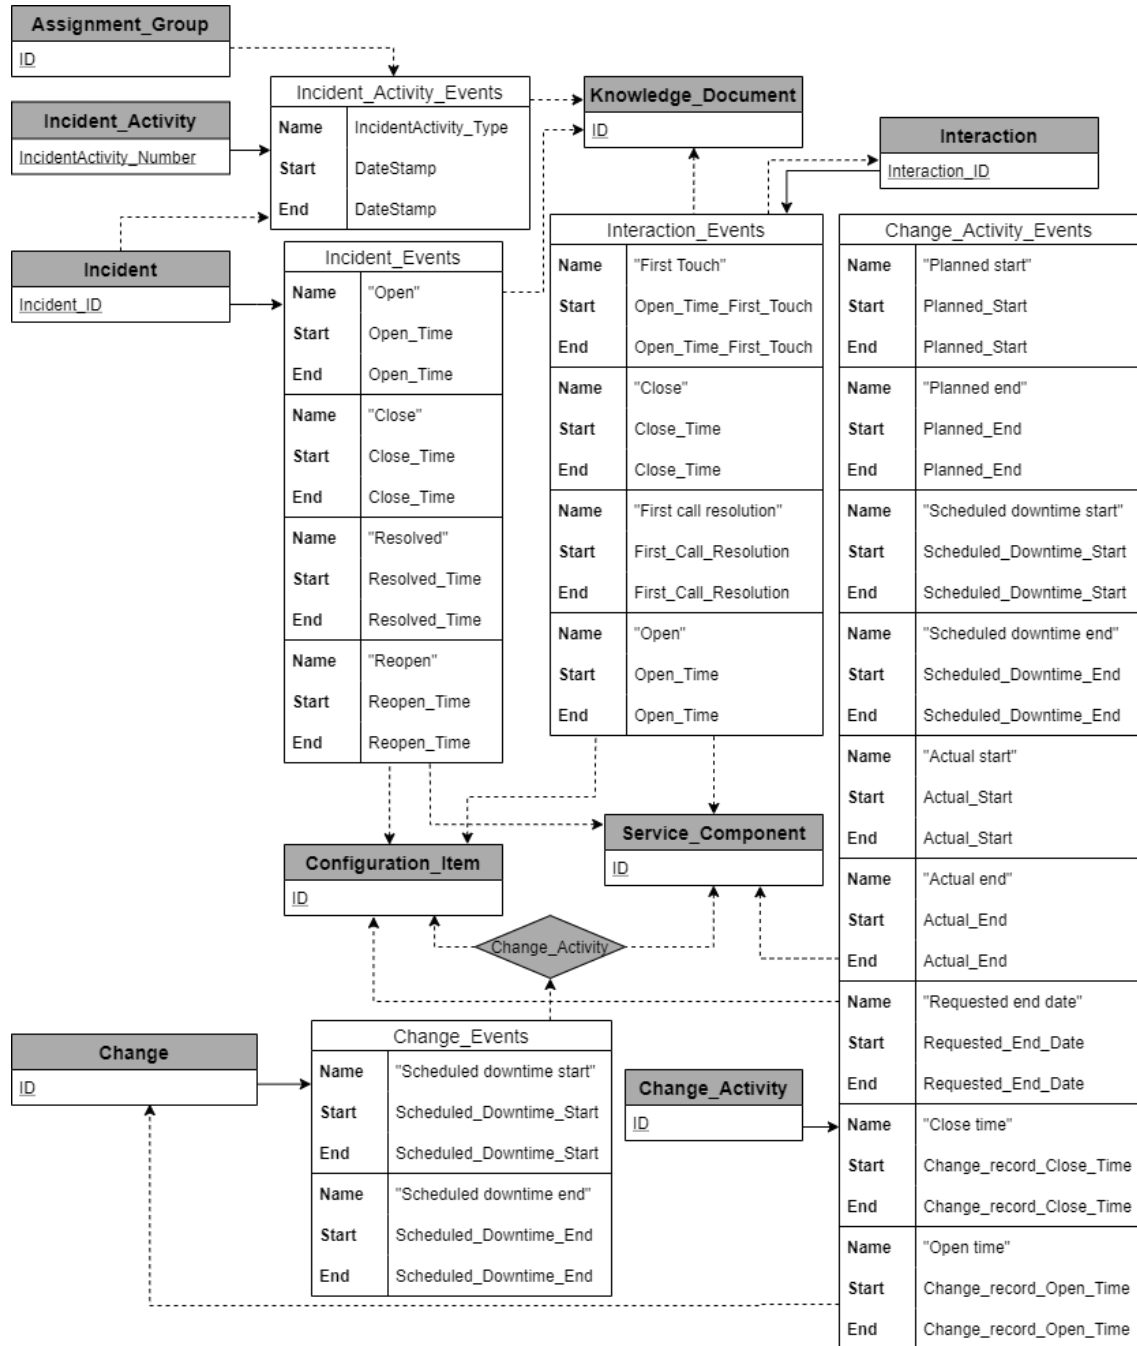 Assignment_Group
ID
Incident_Activity
IncidentActivity_Number
Incident
Incident_ID
Incident_Activity_Events
Name IncidentActivity_Type
Start DateStamp
End DateStamp
Knowledge_Document
ID
Interaction
Interaction_ID
Incident_Events
Name "Open"
Start Open_Time
End Open_Time
Name "Close"
Start Close_Time
End Close_Time
Name "Resolved"
Start Resolved_Time
End Resolved_Time
Name "Reopen"
Start Reopen_Time
End Reopen_Time
Interaction_Events
Name "First Touch"
Start Open_Time_First_Touch
End Open_Time_First_Touch
Name "Close"
Start Close_Time
End Close_Time
Name "First call resolution"
Start First_Call_Resolution
End First_Call_Resolution
Name "Open"
Start Open_Time
End Open_Time
Change_Activity_Events
Name "Planned start"
Start Planned_Start
End Planned_Start
Name "Planned end"
Start Planned_End
End Planned_End
Name "Scheduled downtime start"
Start Scheduled_Downtime_Start
End Scheduled_Downtime_Start
Name "Scheduled downtime end"
Start Scheduled_Downtime_End
End Scheduled_Downtime_End
Name "Actual start"
Start Actual_Start
End Actual_Start
Name "Actual end"
Start Actual_End
End Actual_End
Name "Requested end date"
Start Requested_End_Date
End Requested_End_Date
Name "Close time"
Start Change_record_Close_Time
End Change_record_Close_Time
Name "Open time"
Start Change_record_Open_Time
End Change_record_Open_Time
Configuration_Item
ID
Service_Component
ID
Change_Activity
Change
ID
Change_Events
Name "Scheduled downtime start"
Start Scheduled_Downtime_Start
End Scheduled_Downtime_Start
Name "Scheduled downtime end"
Start Scheduled_Downtime_End
End Scheduled_Downtime_End
Change_Activity
ID